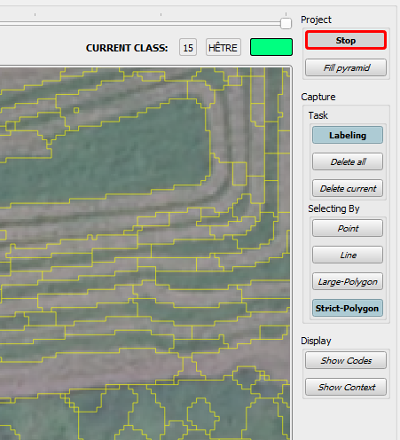 Project
CURRENT CLASS: 15 HÊTRE
Stop
Fill pyramid
Capture
Task
Labeling
Delete all
Delete current
Selecting By
Point
Line
Large-Polygon
Strict-Polygon
Display
Show Codes
Show Context